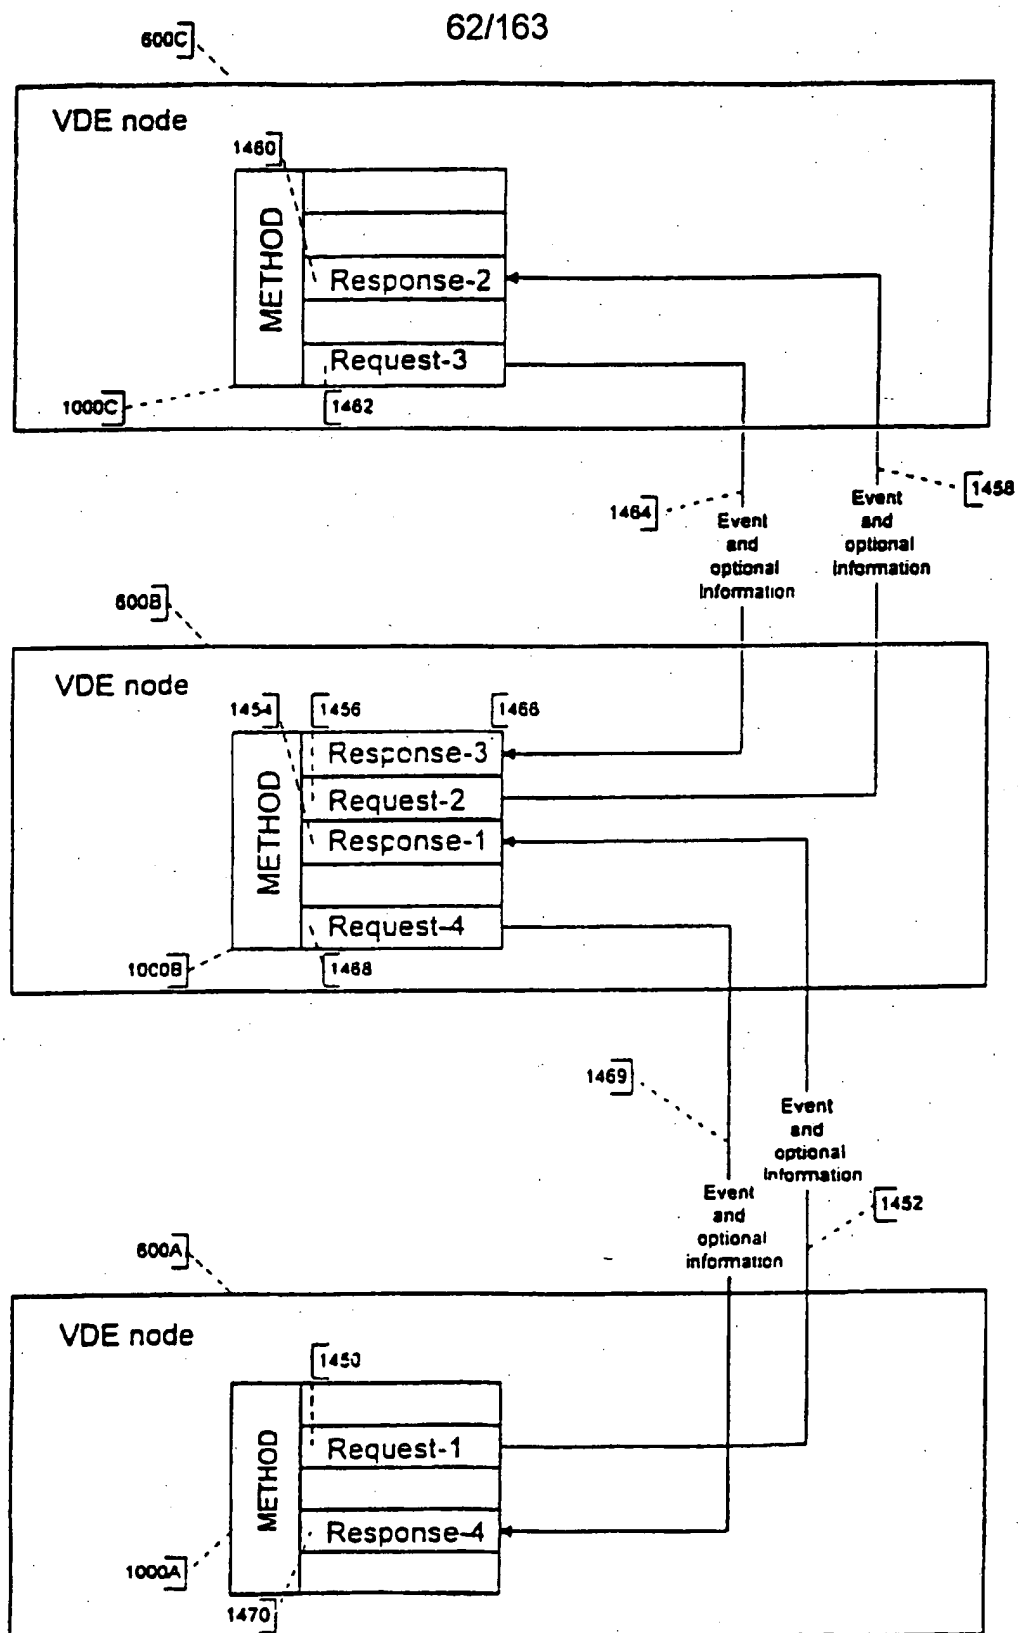 62/163
600C
VDE node
1460
METHOD
Response-2
Request-3
1000C
1462
1464
1458
Event
and
optional
Information
Event
and
optional
information
600B
VDE node
1454
1456
1466
METHOD
Response-3
Request-2
Response-1
Request-4
1000B
1468
1469
Event
and
optional
Information
1452
Event
and
optional
information
600A
VDE node
1450
METHOD
Request-1
Response-4
1000A
1470